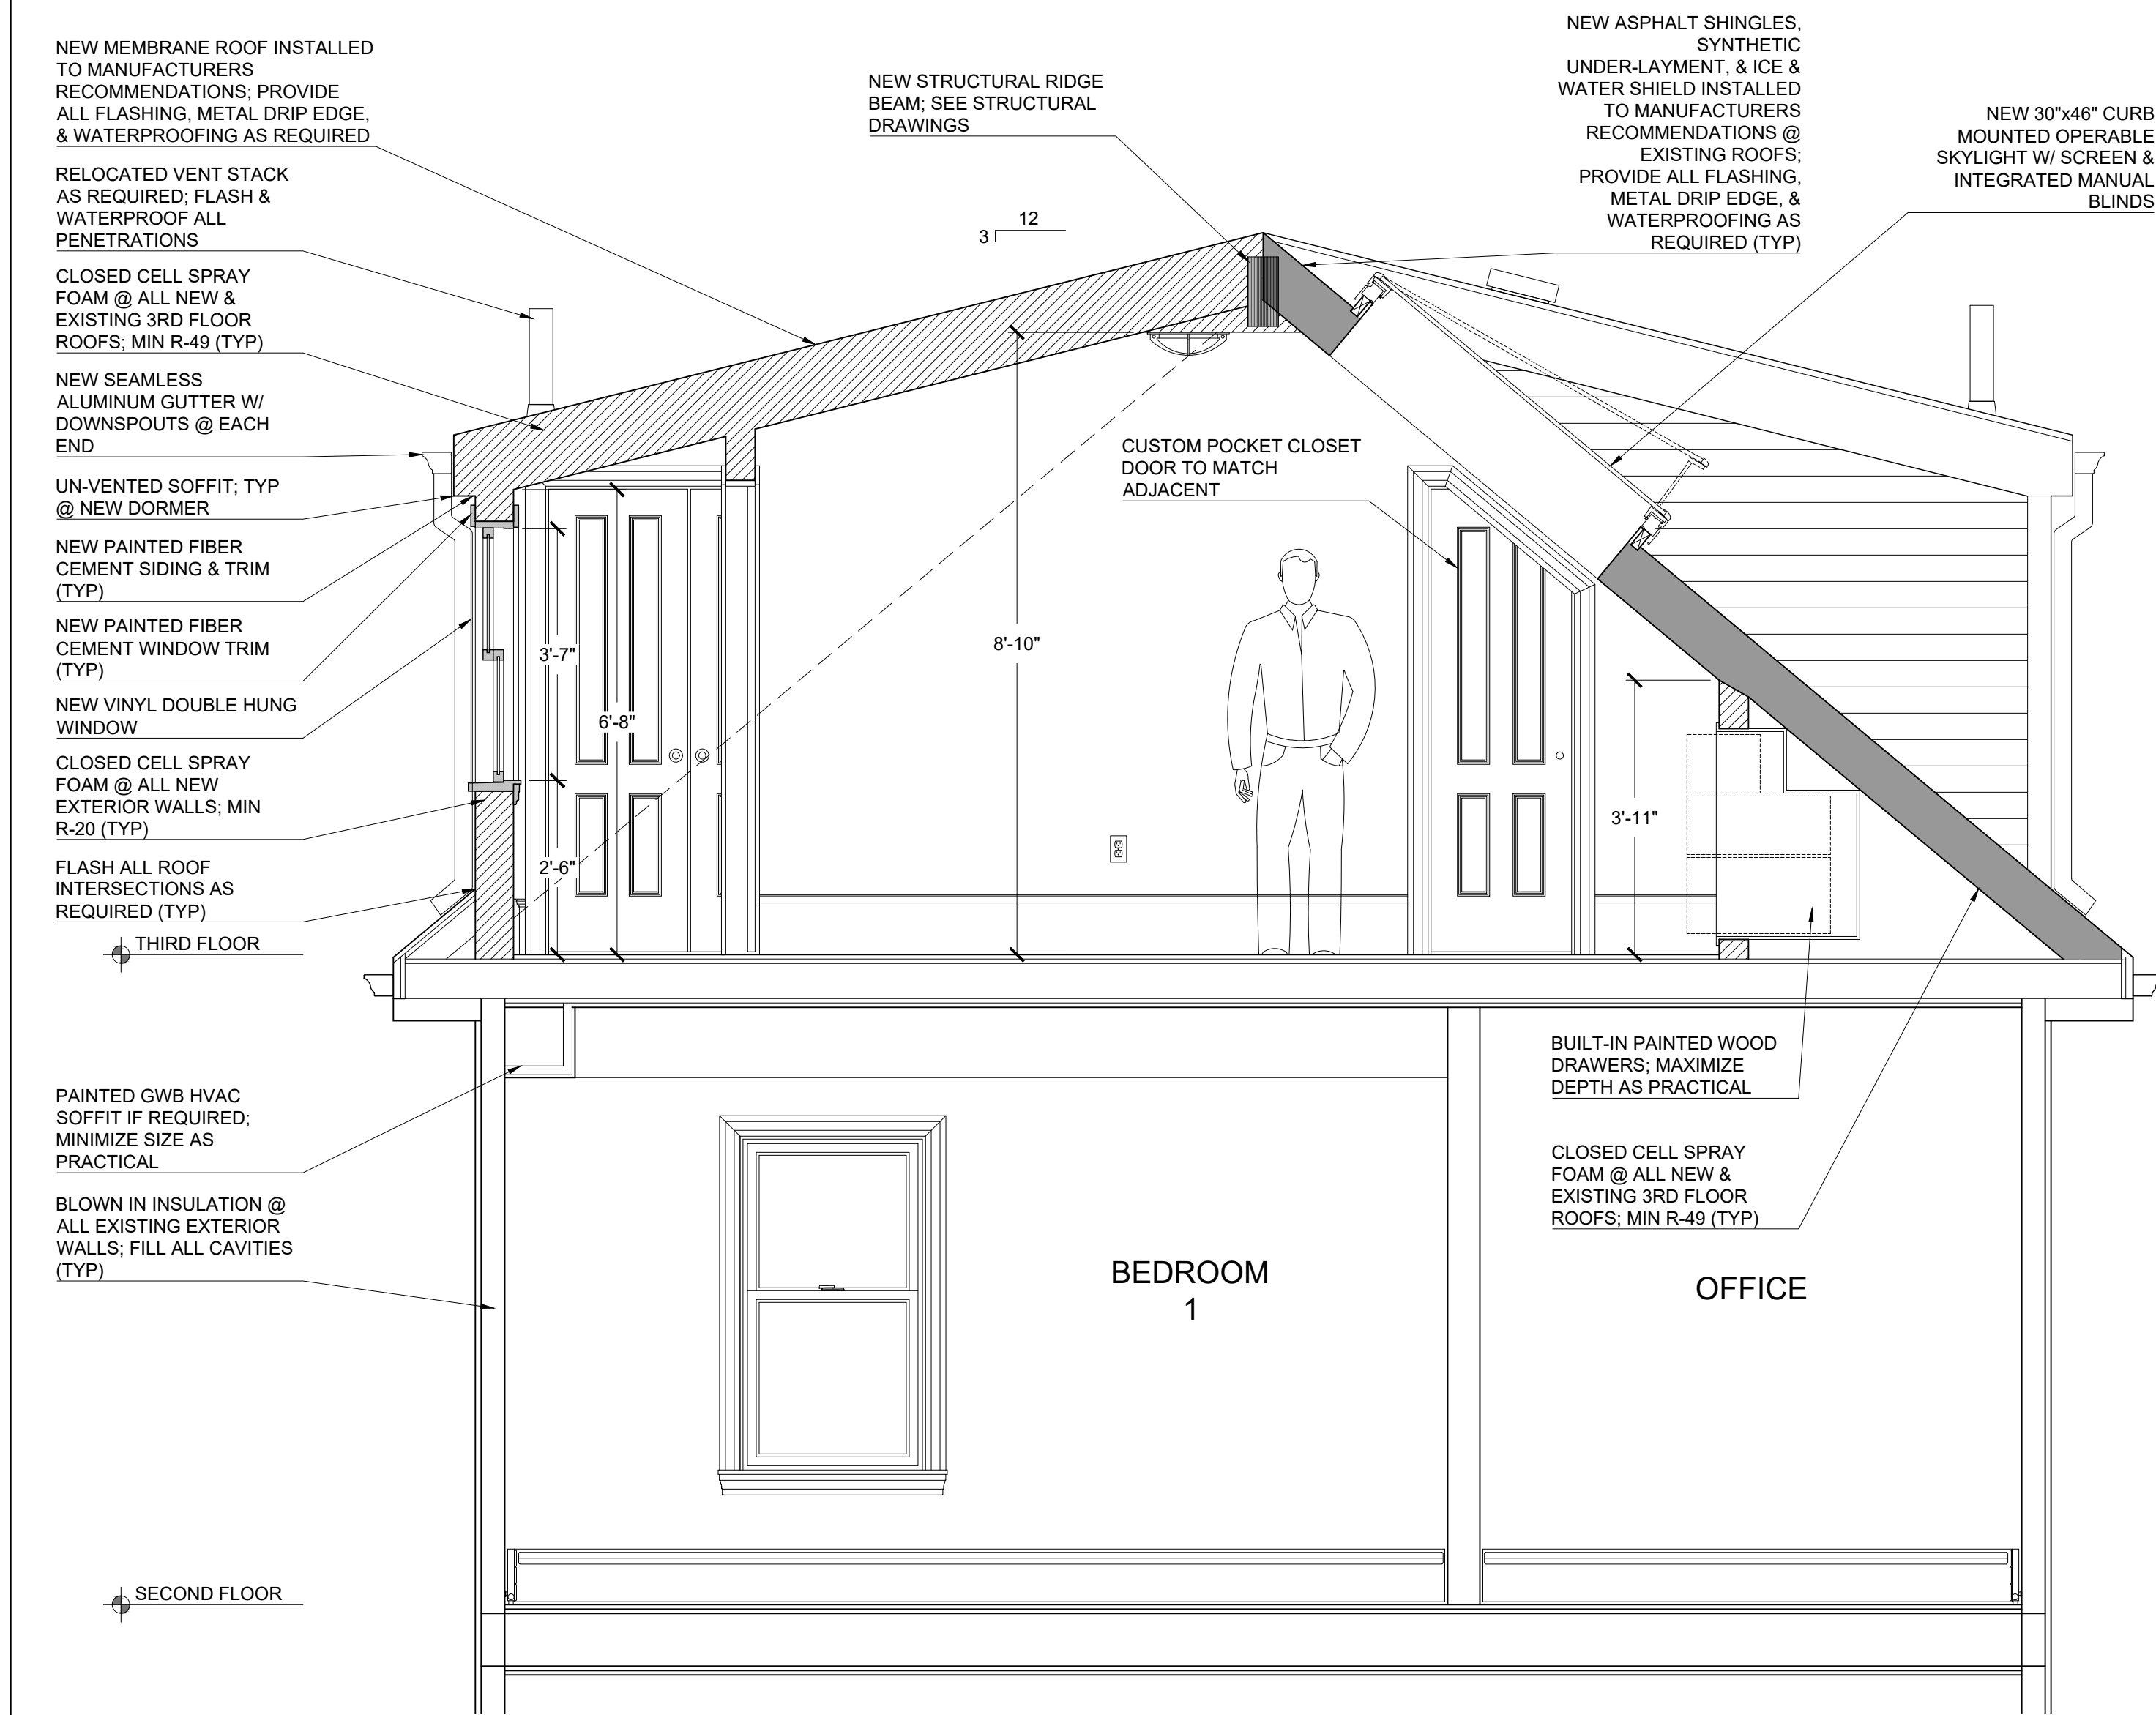 NEW MEMBRANE ROOF INSTALLED
TO MANUFACTURERS
RECOMMENDATIONS; PROVIDE
ALL FLASHING, METAL DRIP EDGE,
& WATERPROOFING AS REQUIRED
RELOCATED VENT STACK
AS REQUIRED; FLASH &
WATERPROOF ALL
PENETRATIONS
CLOSED CELL SPRAY
FOAM @ ALL NEW &
EXISTING 3RD FLOOR
ROOFS; MIN R-49 (TYP)
NEW SEAMLESS
ALUMINUM GUTTER W/
DOWNSPOUTS @ EACH
END
UN-VENTED SOFFIT; TYP
@ NEW DORMER
NEW PAINTED FIBER
CEMENT SIDING & TRIM
(TYP)
NEW PAINTED FIBER
CEMENT WINDOW TRIM
(TYP)
NEW VINYL DOUBLE HUNG
WINDOW
CLOSED CELL SPRAY
FOAM @ ALL NEW
EXTERIOR WALLS; MIN
R-20 (TYP)
FLASH ALL ROOF
INTERSECTIONS AS
REQUIRED (TYP)
THIRD FLOOR
PAINTED GWB HVAC
SOFFIT IF REQUIRED;
MINIMIZE SIZE AS
PRACTICAL
BLOWN IN INSULATION @
ALL EXISTING EXTERIOR
WALLS; FILL ALL CAVITIES
(TYP)
SECOND FLOOR
NEW STRUCTURAL RIDGE
BEAM; SEE STRUCTURAL
DRAWINGS
12
3
NEW ASPHALT SHINGLES,
SYNTHETIC
UNDER-LAYMENT, & ICE &
WATER SHIELD INSTALLED
TO MANUFACTURERS
RECOMMENDATIONS @
EXISTING ROOFS;
PROVIDE ALL FLASHING,
METAL DRIP EDGE, &
WATERPROOFING AS
REQUIRED (TYP)
NEW 30"x46" CURB
MOUNTED OPERABLE
SKYLIGHT W/ SCREEN &
INTEGRATED MANUAL
BLINDS
CUSTOM POCKET CLOSET
DOOR TO MATCH
ADJACENT
3'-7"
6'-8"
2'-6"
8'-10"
3'-11"
BUILT-IN PAINTED WOOD
DRAWERS; MAXIMIZE
DEPTH AS PRACTICAL
CLOSED CELL SPRAY
FOAM @ ALL NEW &
EXISTING 3RD FLOOR
ROOFS; MIN R-49 (TYP)
BEDROOM
1
OFFICE